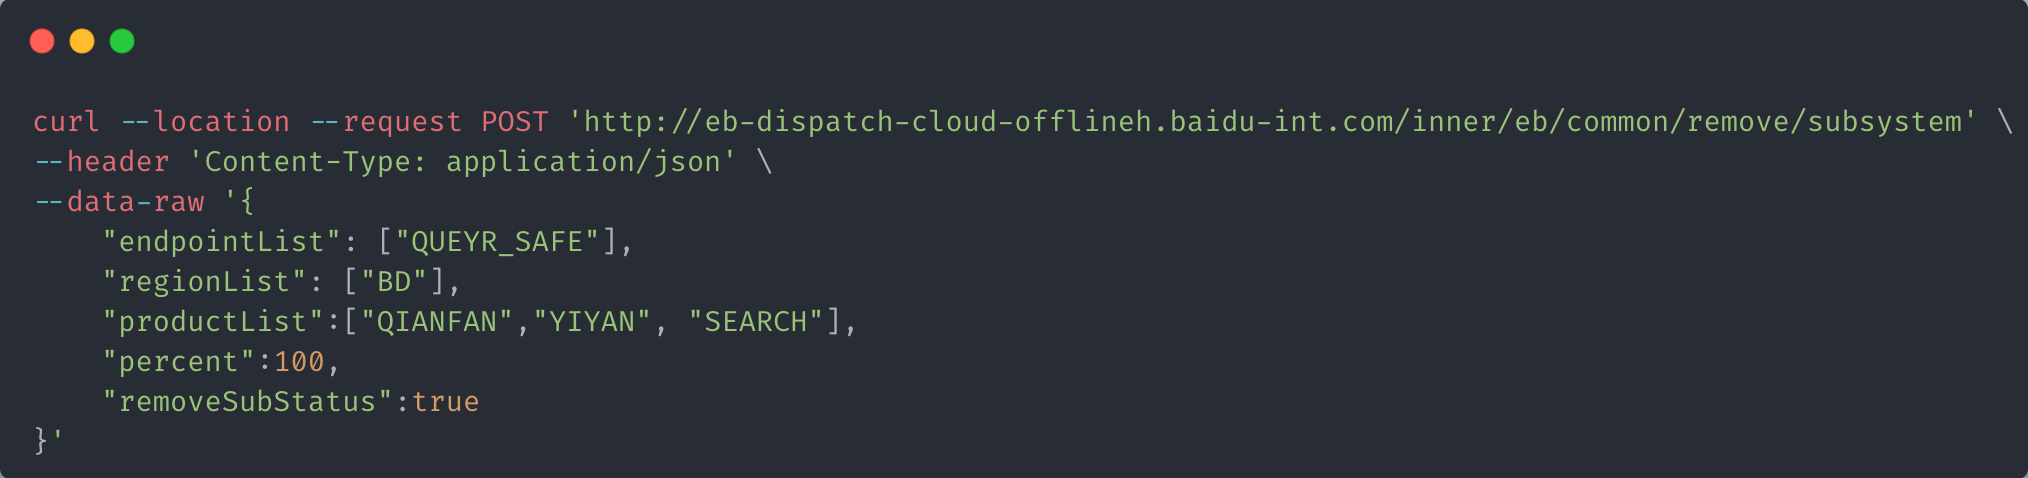 curl --location --request POST 'http://eb-dispatch-cloud-offlineh.baidu-int.com/inner/eb/common/remove/subsystem' \
--header 'Content-Type: application/json' \
--data-raw '{
    "endpointList": ["QUEYR_SAFE"],
    "regionList": ["BD"],
    "productList":["QIANFAN","YIYAN", "SEARCH"],
    "percent":100,
    "removeSubStatus":true
}'